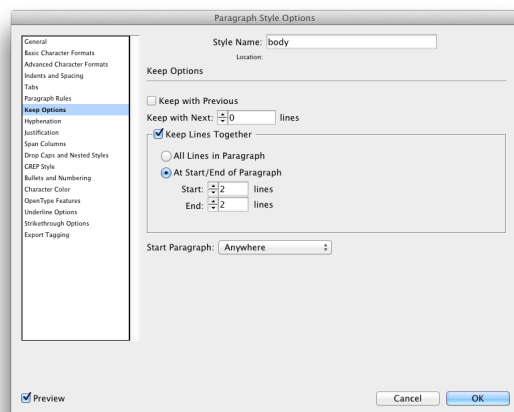 Paragraph Style Options
General
Basic Character Formats
Advanced Character Formats
Indents and Spacing
Tabs
Paragraph Rules
Keep Options
Hyphenation
Justification
Span Columns
Drop Caps and Nested Styles
GREP Style
Bullets and Numbering
Character Color
OpenType Features
Underline Options
Strikethrough Options
Export Tagging
Style Name: body
Location:
Keep Options
Keep with Previous
Keep with Next: 0 lines
Keep Lines Together
All Lines in Paragraph
At Start/End of Paragraph
Start: 2 lines
End: 2 lines
Start Paragraph: Anywhere
Preview
Cancel OK